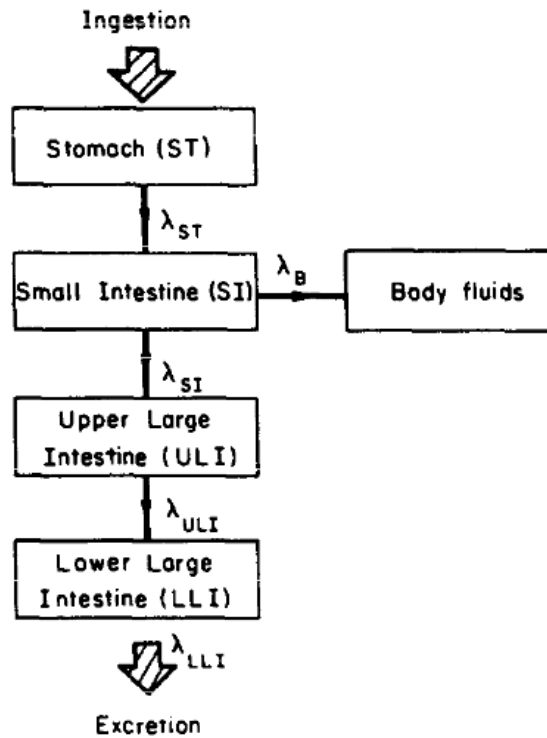 Ingestion
Stomach (ST)
λST
λB
Small Intestine (SI)
Body fluids
λSI
Upper Large
Intestine (ULI)
λULI
Lower Large
Intestine (LLI)
λLLI
Excretion